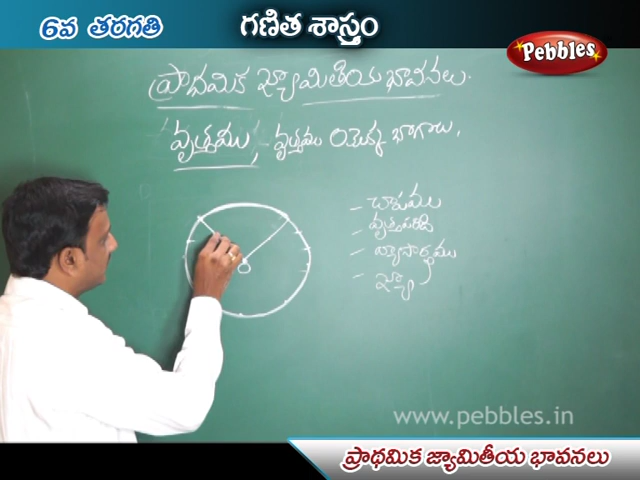 6వ తరగతి
గణిత శాస్త్రం
Pebbles
ప్రాథమిక జ్యామితీయ భావనలు.
'వృత్తము' - వృత్తము యొక్క భాగాలు.
- చాపము
- వృత్తపరిధి
- వ్యాసార్థము
- జ్యా
O
www.pebbles.in
ప్రాథమిక జ్యామితీయ భావనలు